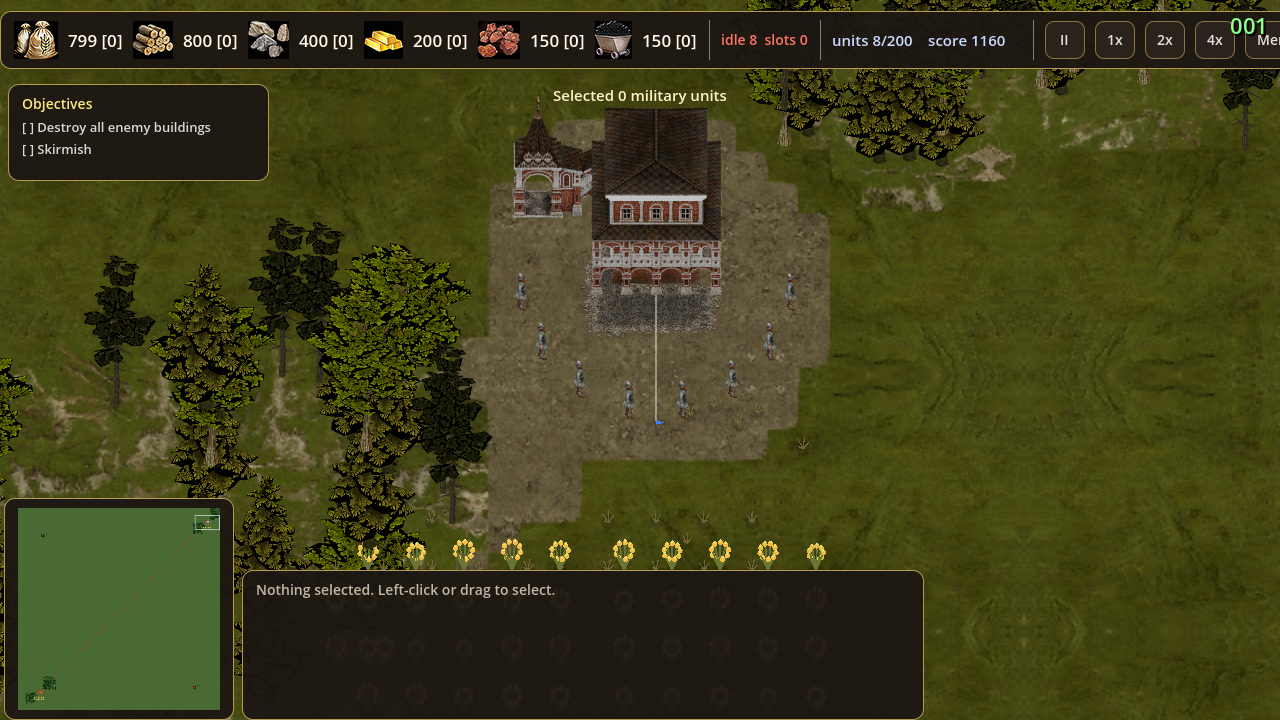 799 [0] 800 [0] 400 [0] 200 [0] 150 [0] 150 [0] idle 8 slots 0 units 8/200 score 1160 II 1x 2x 4x
001
Objectives
[ ] Destroy all enemy buildings
[ ] Skirmish
Selected 0 military units
Nothing selected. Left-click or drag to select.